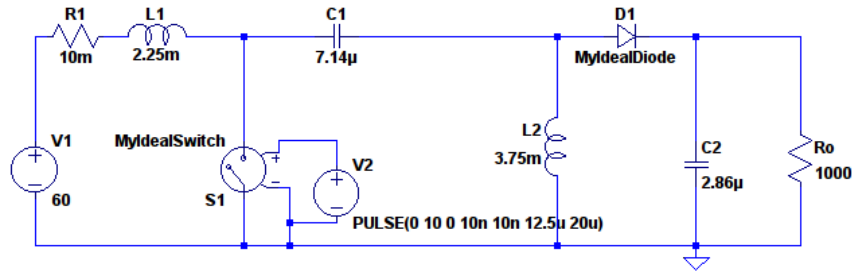 R1
10m
L1
2.25m
C1
7.14µ
D1
MyIdealDiode
V1
+
−
60
MyIdealSwitch
S1
+
−
V2
+
−
PULSE(0 10 0 10n 10n 12.5u 20u)
L2
3.75m
C2
2.86µ
Ro
1000